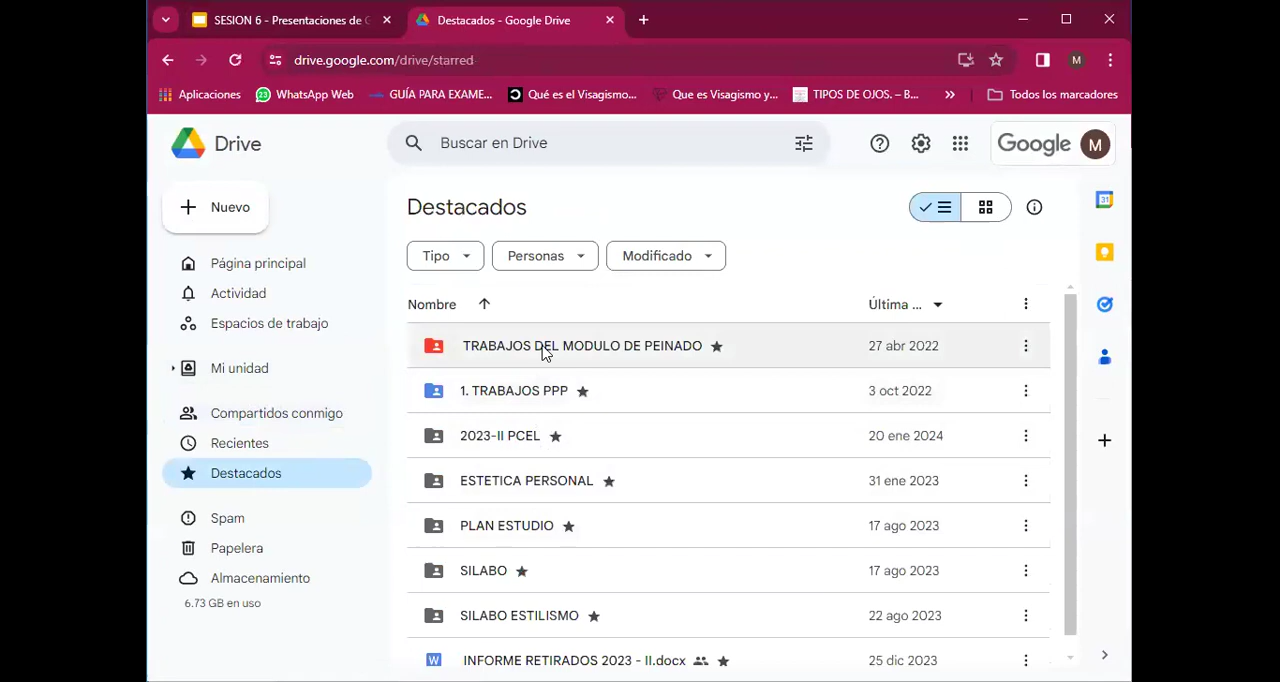 SESION 6 - Presentaciones de G
Destacados - Google Drive
drive.google.com/drive/starred
M
Aplicaciones
23
WhatsApp Web
GUÍA PARA EXAME...
Qué es el Visagismo...
Que es Visagismo y...
TIPOS DE OJOS. – B...
»
Todos los marcadores
Drive
Buscar en Drive
Google
M
Nuevo
Destacados
Página principal
Actividad
Espacios de trabajo
Mi unidad
Compartidos conmigo
Recientes
Destacados
Spam
Papelera
Almacenamiento
6.73 GB en uso
Tipo
Personas
Modificado
Nombre
Última ...
TRABAJOS DEL MODULO DE PEINADO 27 abr 2022
1. TRABAJOS PPP 3 oct 2022
2023-II PCEL 20 ene 2024
ESTETICA PERSONAL 31 ene 2023
PLAN ESTUDIO 17 ago 2023
SILABO 17 ago 2023
SILABO ESTILISMO 22 ago 2023
W INFORME RETIRADOS 2023 - II.docx 25 dic 2023
31